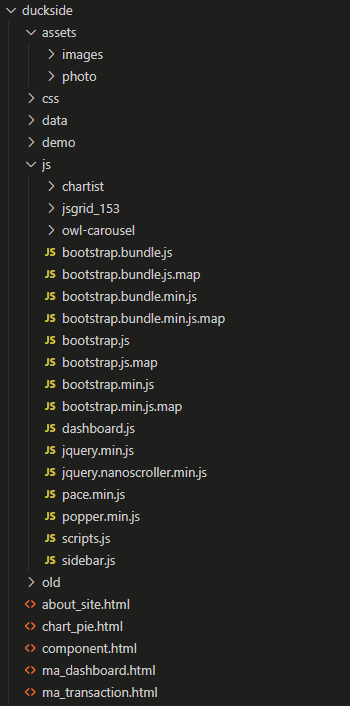 duckside
assets
images
photo
css
data
demo
js
chartist
jsgrid_153
owl-carousel
JS bootstrap.bundle.js
JS bootstrap.bundle.js.map
JS bootstrap.bundle.min.js
JS bootstrap.bundle.min.js.map
JS bootstrap.js
JS bootstrap.js.map
JS bootstrap.min.js
JS bootstrap.min.js.map
JS dashboard.js
JS jquery.min.js
JS jquery.nanoscroller.min.js
JS pace.min.js
JS popper.min.js
JS scripts.js
JS sidebar.js
old
<> about_site.html
<> chart_pie.html
<> component.html
<> ma_dashboard.html
<> ma_transaction.html